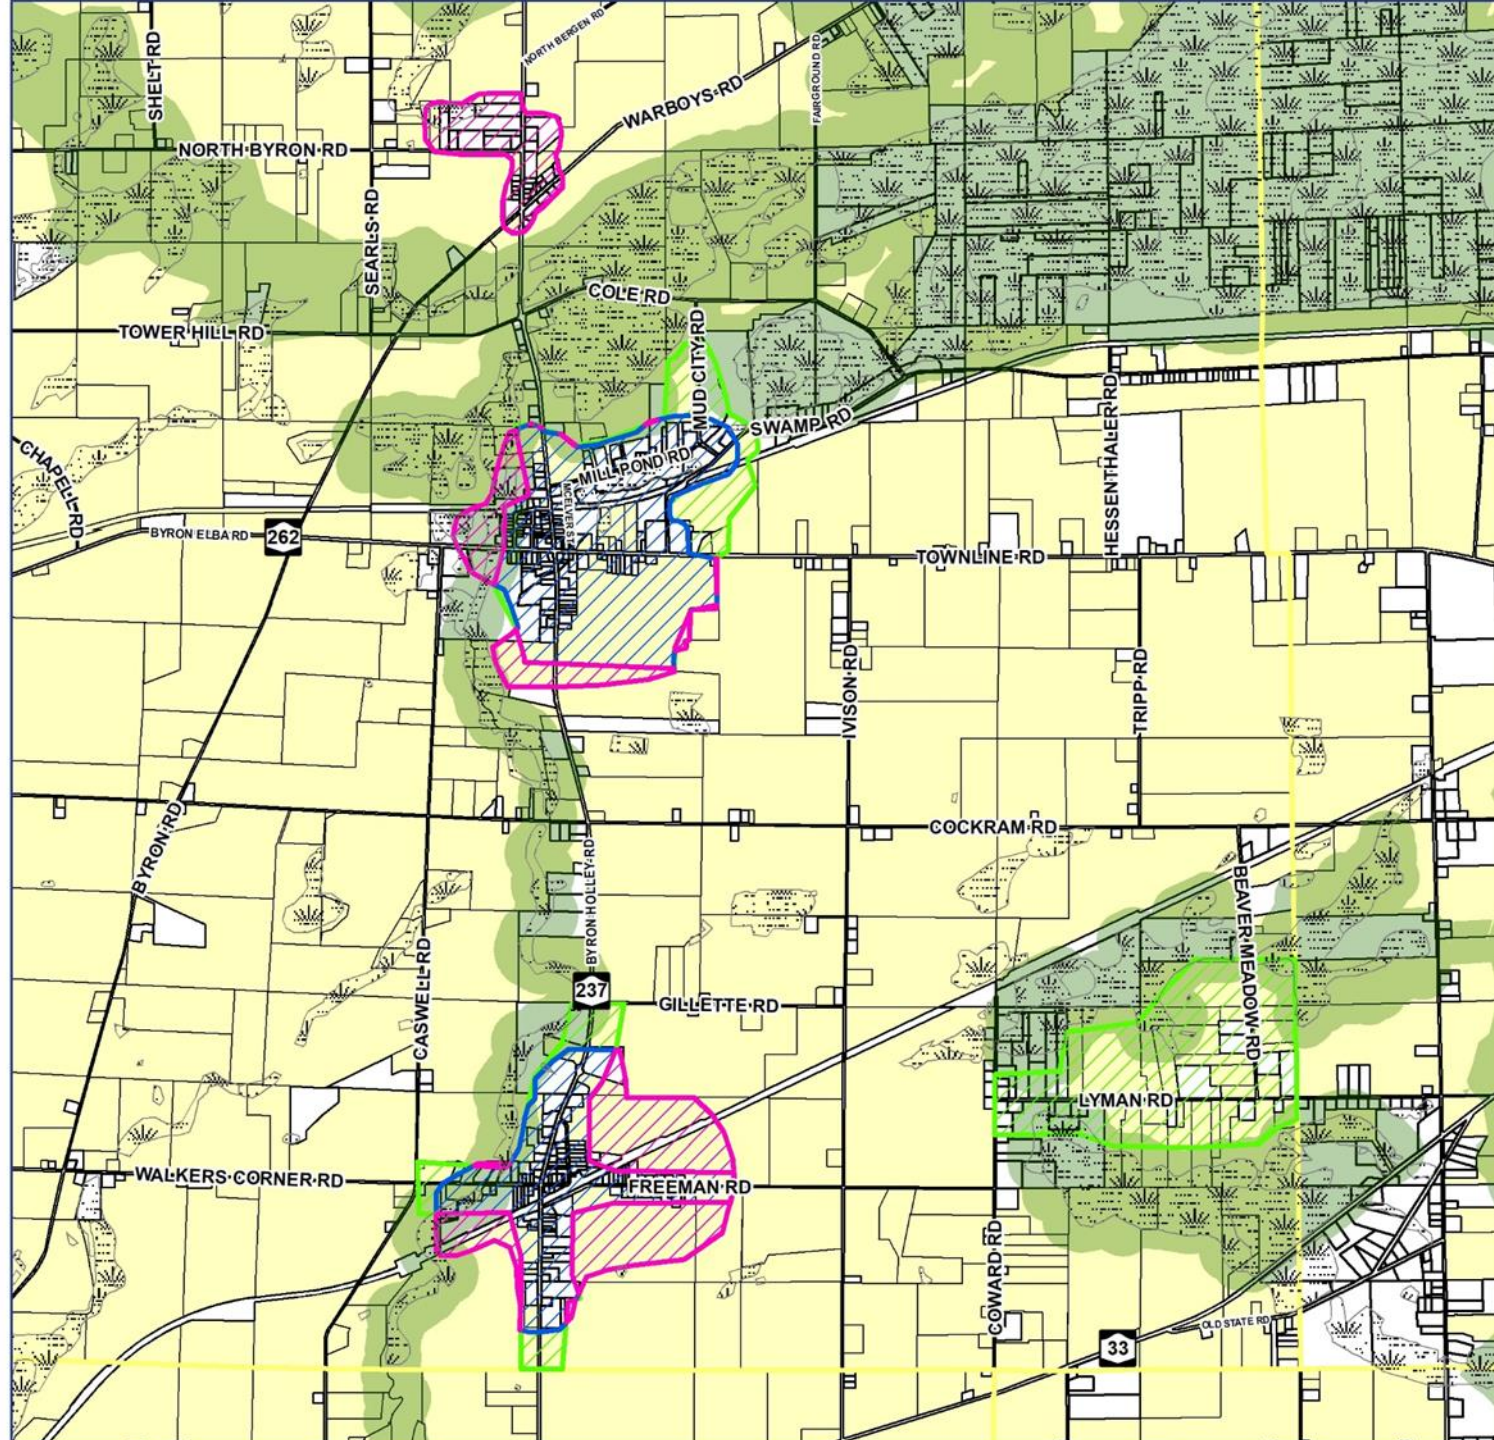 NORTH BERGEN RD
SHELT RD
FAIRGROUND RD
WARBOYS RD
NORTH BYRON RD
SEARLS RD
COLE RD
TOWER HILL RD
MUD CITY RD
SWAMP RD
HESSENTHALER RD
MILL POND RD
CHAPEL RD
MCELVER ST
BYRON ELBA RD
262
TOWNLINE RD
IVISON RD
TRIPP RD
COCKRAM RD
BYRON RD
BYRON HOLLEY RD
BEAVER MEADOW RD
CASWELL RD
237
GILLETTE RD
LYMAN RD
WALKERS CORNER RD
FREEMAN RD
COWARD RD
OLD STATE RD
33